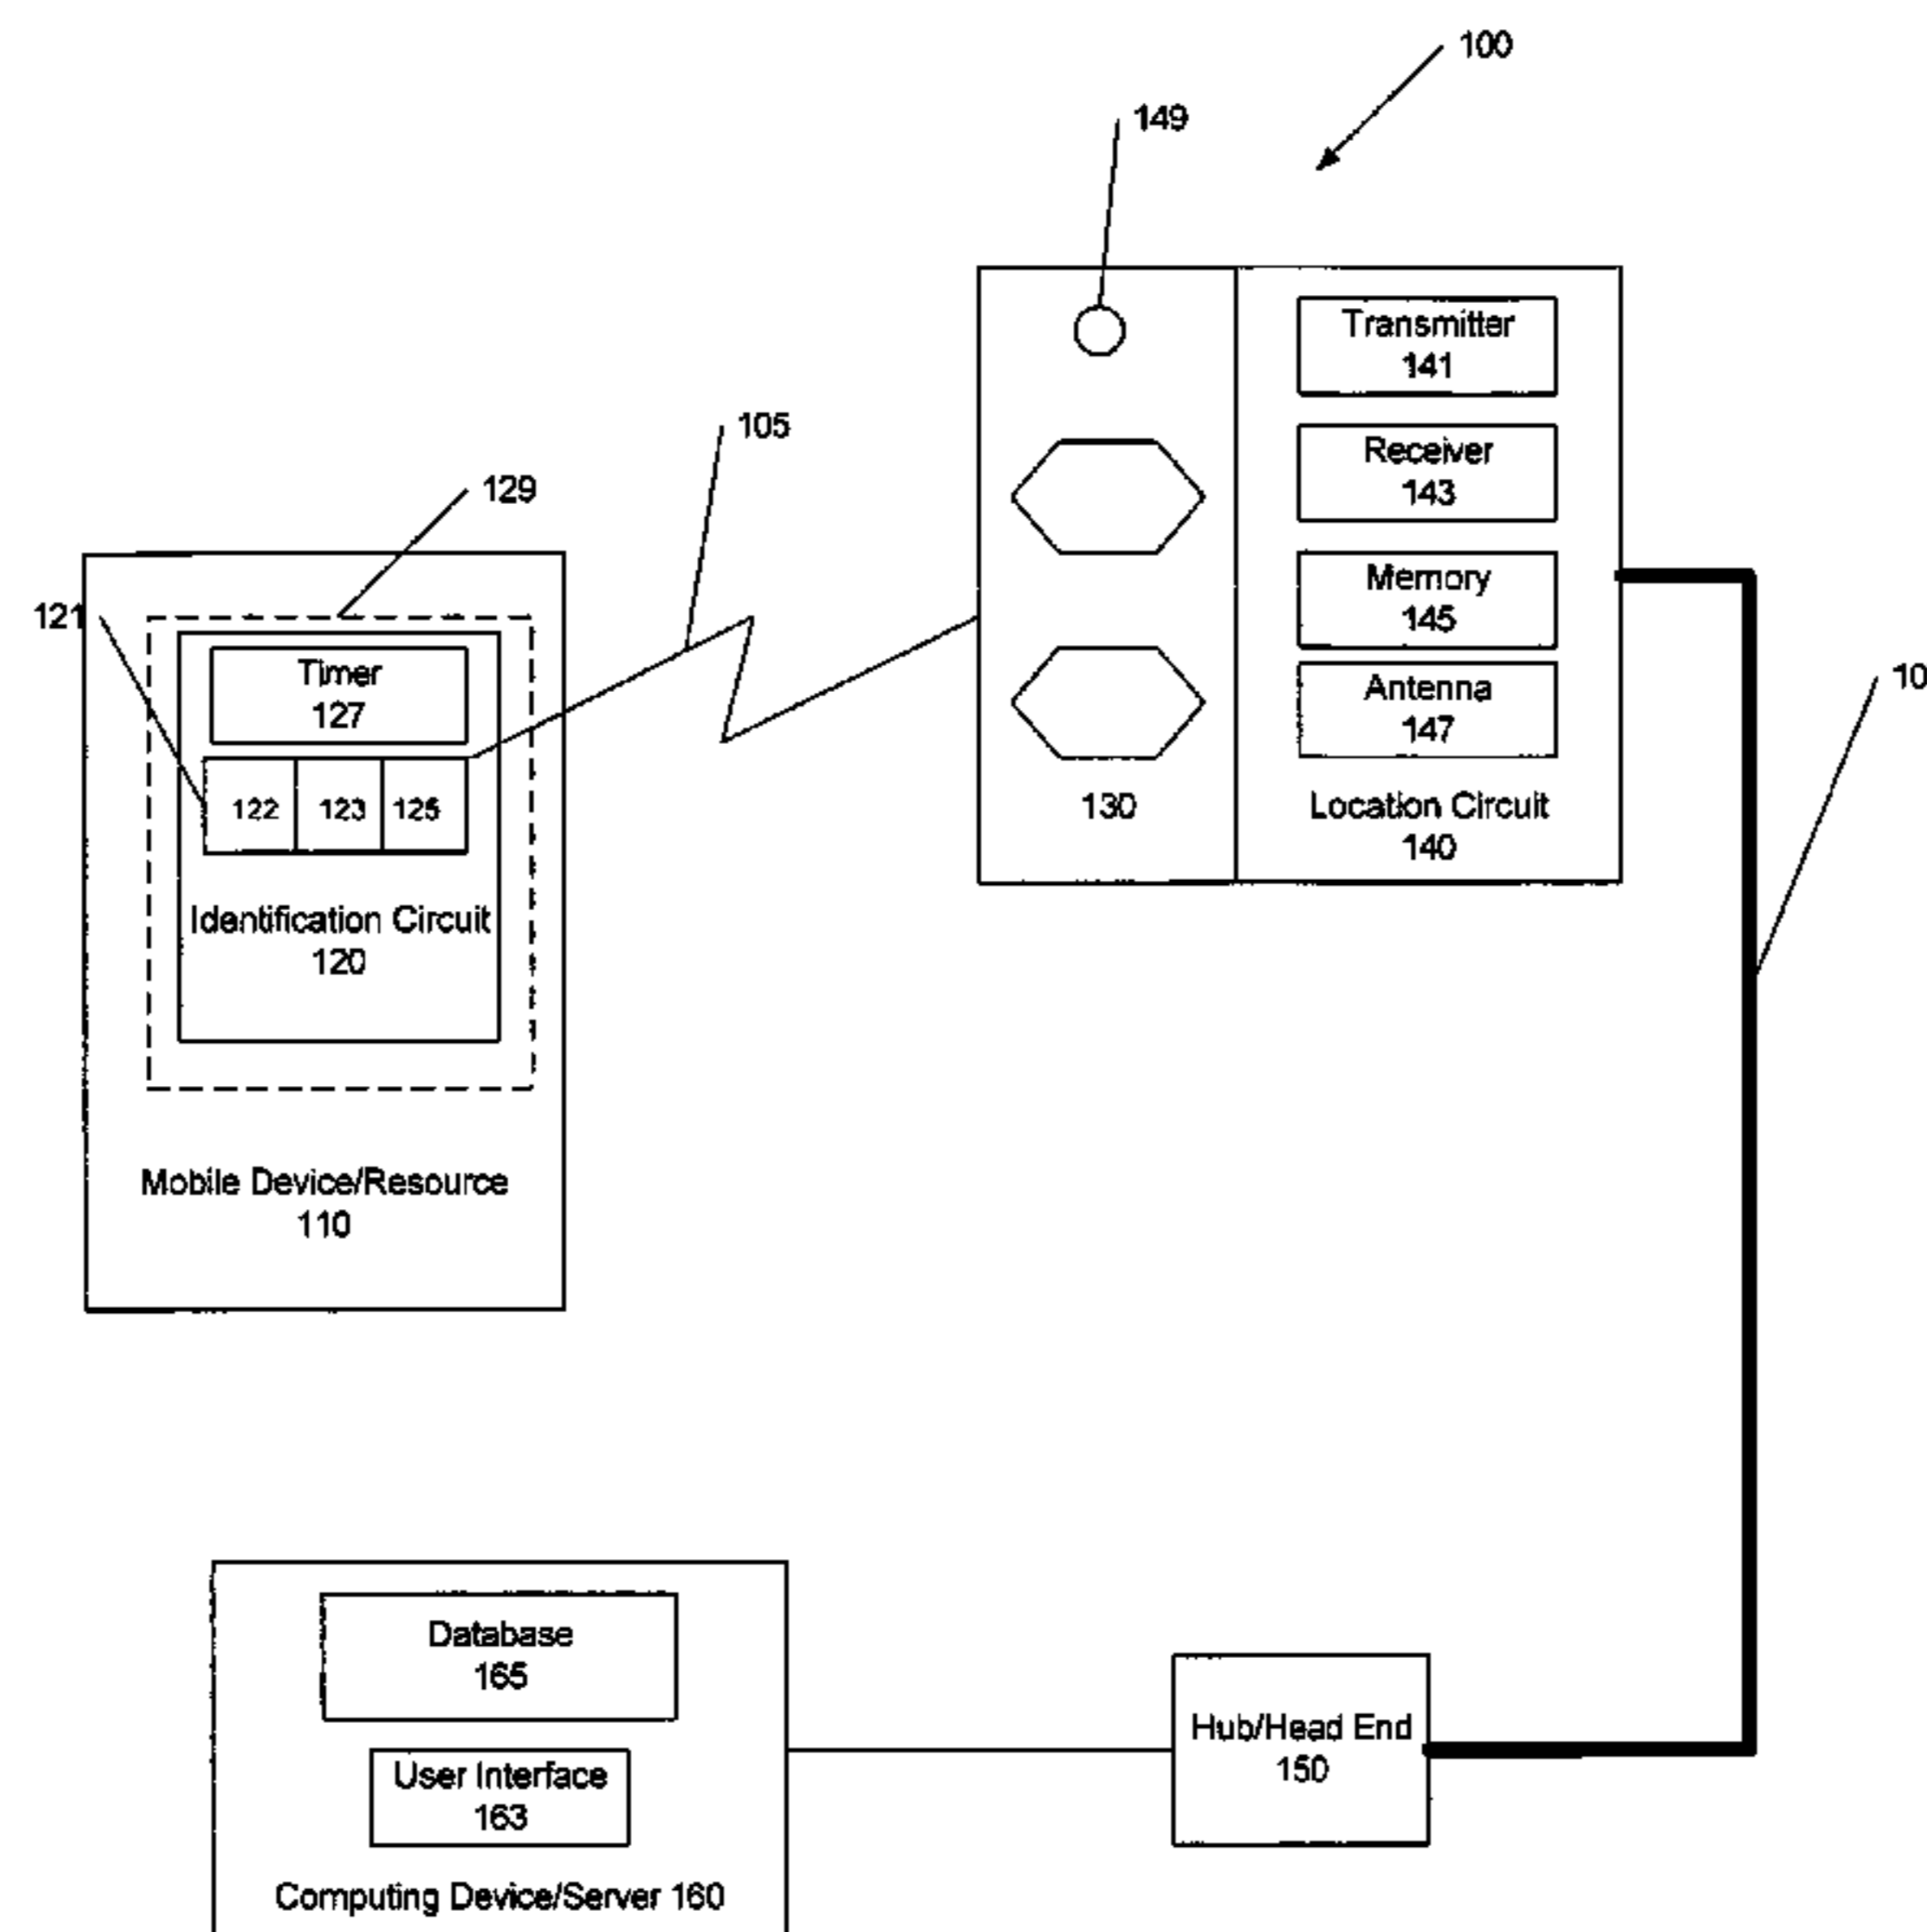 100
149
105
129
121
Transmitter
141
Receiver
143
Memory
145
Antenna
147
130
Location Circuit
140
Timer
127
122 123 125
Identification Circuit
120
Mobile Device/Resource
110
10
Database
165
User Interface
163
Computing Device/Server 160
Hub/Head End
150